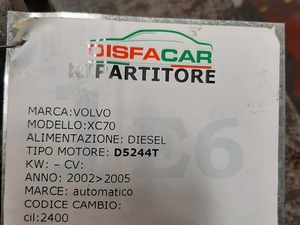 DISFACAR
RIPARTITORE
MARCA:VOLVO
MODELLO:XC70
ALIMENTAZIONE: DIESEL
TIPO MOTORE: D5244T
KW: – CV:
ANNO: 2002>2005
MARCE: automatico
CODICE CAMBIO:
cil:2400